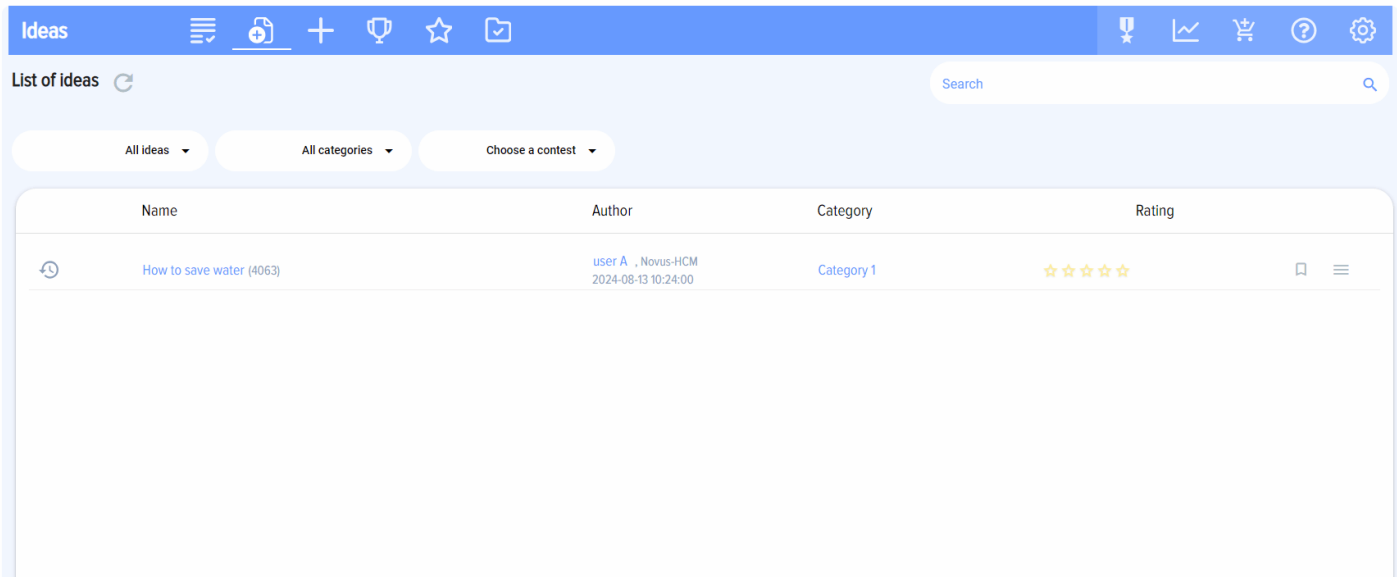 Ideas
List of ideas
Search
All ideas
All categories
Choose a contest
Name
Author
Category
Rating
How to save water (4063)
user A , Novus-HCM
2024-08-13 10:24:00
Category 1